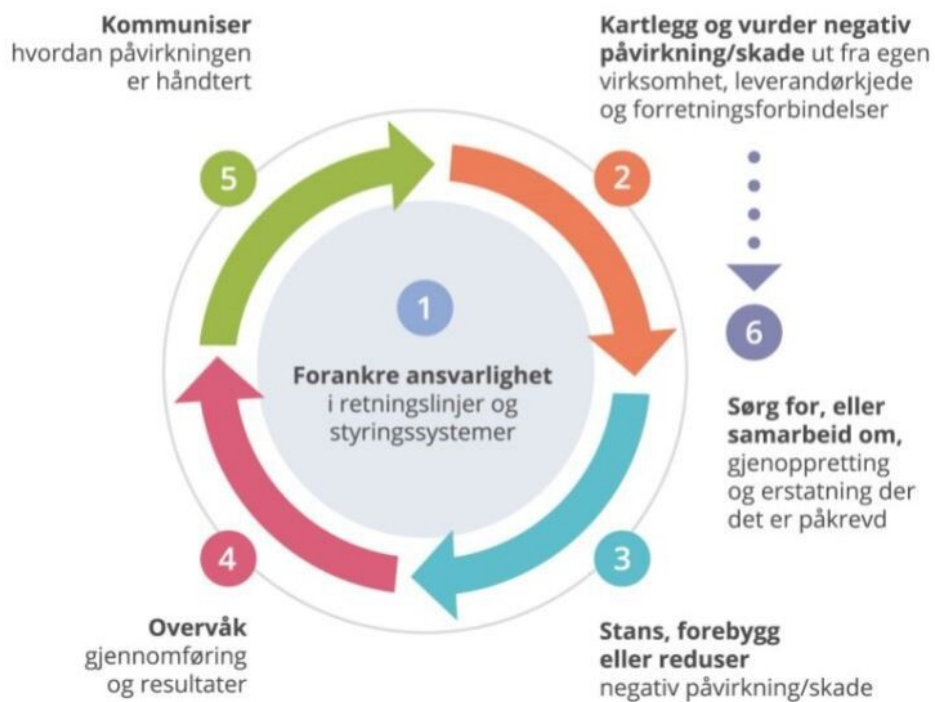 Kommuniser
hvordan påvirkningen
er håndtert
5
Kartlegg og vurder negativ
påvirkning/skade ut fra egen
virksomhet, leverandørkjede
og forretningsforbindelser
2
1
Forankre ansvarlighet
i retningslinjer og
styringssystemer
6
Sørg for, eller
samarbeid om,
gjenoppretting
og erstatning der
det er påkrevd
4
Overvåk
gjennomføring
og resultater
3
Stans, forebygg
eller reduser
negativ påvirkning/skade